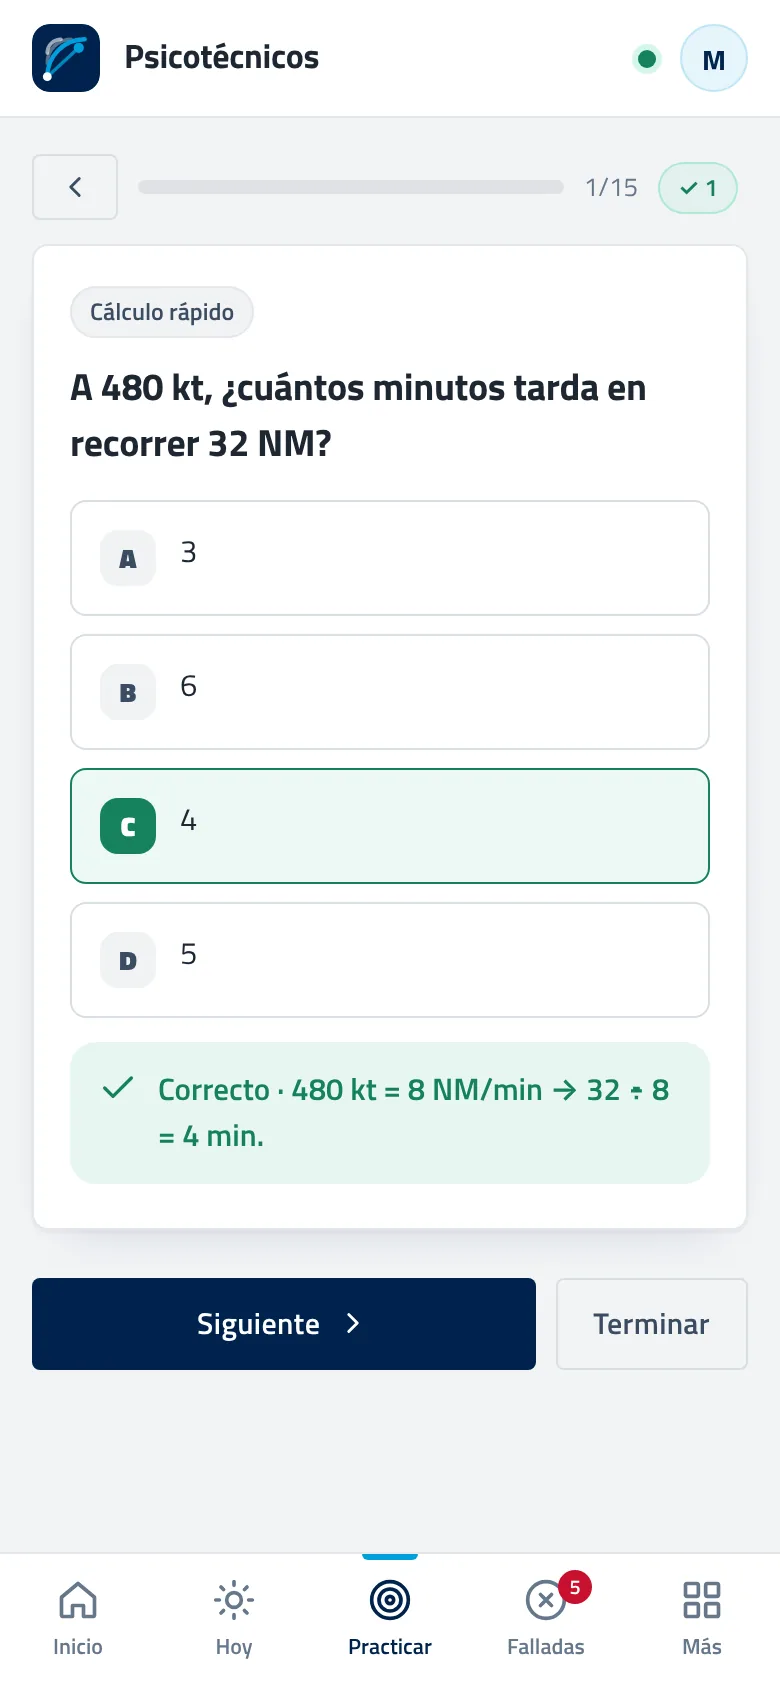 Psicotécnicos
M
1/15
1
Cálculo rápido
A 480 kt, ¿cuántos minutos tarda en
recorrer 32 NM?
A 3
B 6
C 4
D 5
Correcto · 480 kt = 8 NM/min → 32 ÷ 8
= 4 min.
Siguiente
Terminar
5
Inicio
Hoy
Practicar
Falladas
Más